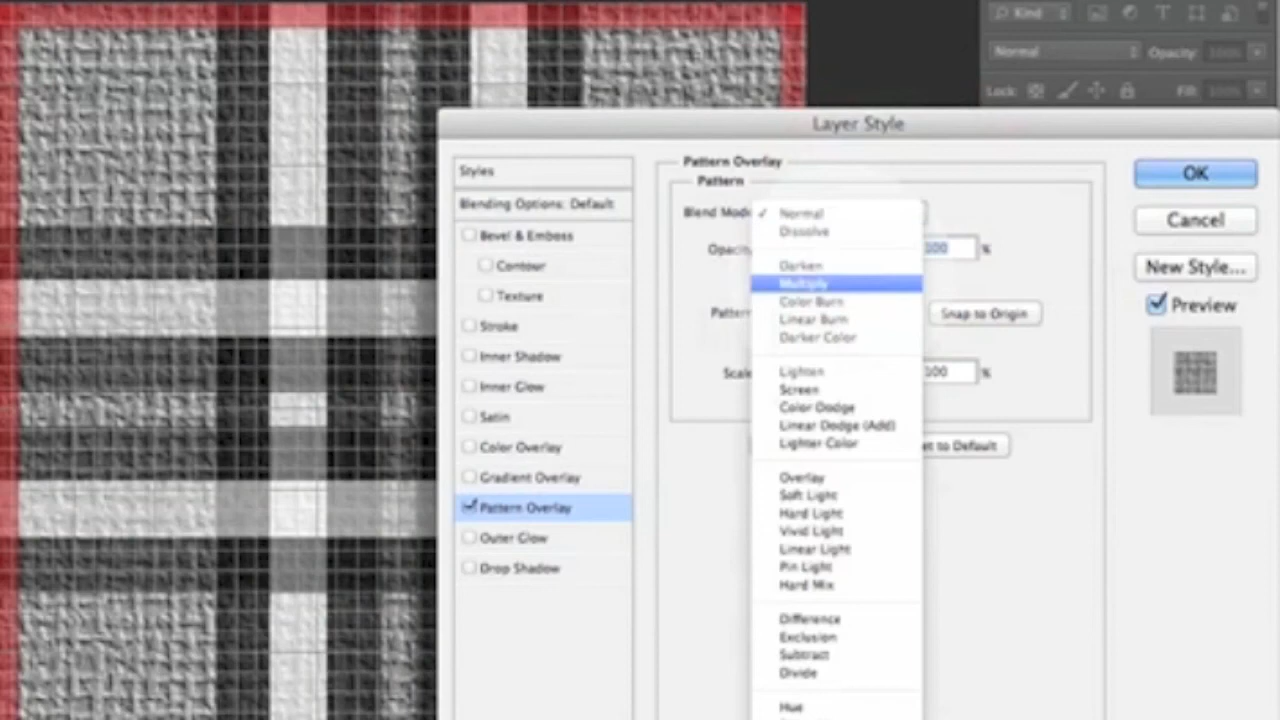 Kind
Normal
Opacity:
Lock:
Fill:
Layer Style
Styles
Blending Options: Default
Bevel & Emboss
Contour
Texture
Stroke
Inner Shadow
Inner Glow
Satin
Color Overlay
Gradient Overlay
Pattern Overlay
Outer Glow
Drop Shadow
Pattern Overlay
Pattern
Blend Mode
Opac
100 %
Pattern
Snap to Origin
Scale
100 %
et to Default
Normal
Dissolve
Darken
Multiply
Color Burn
Linear Burn
Darker Color
Lighten
Screen
Color Dodge
Linear Dodge (Add)
Lighter Color
Overlay
Soft Light
Hard Light
Vivid Light
Linear Light
Pin Light
Hard Mix
Difference
Exclusion
Subtract
Divide
Hue
OK
Cancel
New Style...
Preview